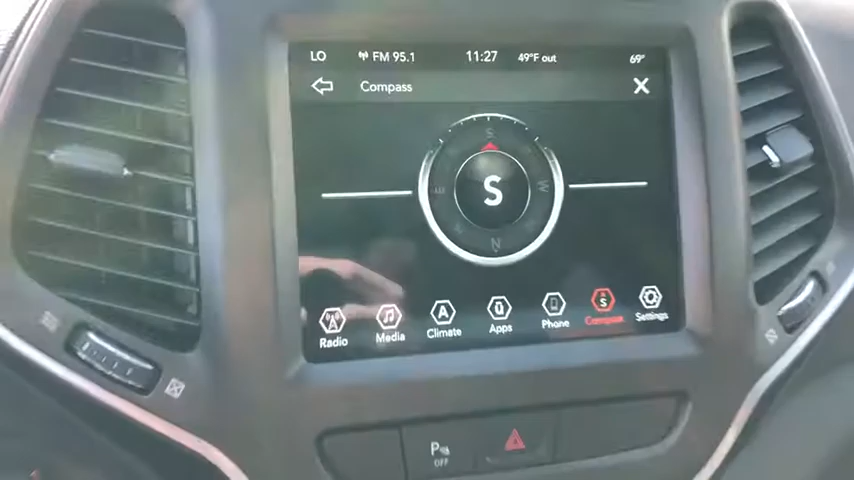 LO FM 95.1 11:27 49°F out 69°
Compass
S
E S W
N
Radio Media Climate Apps Phone Compass Settings
P OFF